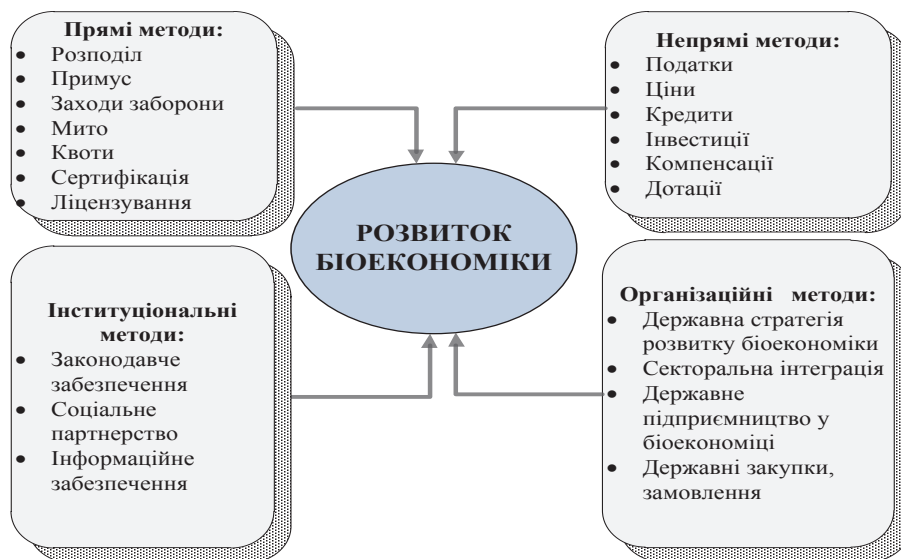 Прямі методи:
• Розподіл
• Примус
• Заходи заборони
• Мито
• Квоти
• Сертифікація
• Ліцензування
Непрямі методи:
• Податки
• Ціни
• Кредити
• Інвестиції
• Компенсації
• Дотації
РОЗВИТОК
БІОЕКОНОМІКИ
Інституціональні
методи:
• Законодавче
забезпечення
• Соціальне
партнерство
• Інформаційне
забезпечення
Організаційні методи:
• Державна стратегія
розвитку біоекономіки
• Секторальна інтеграція
• Державне
підприємництво у
біоекономіці
• Державні закупки,
замовлення